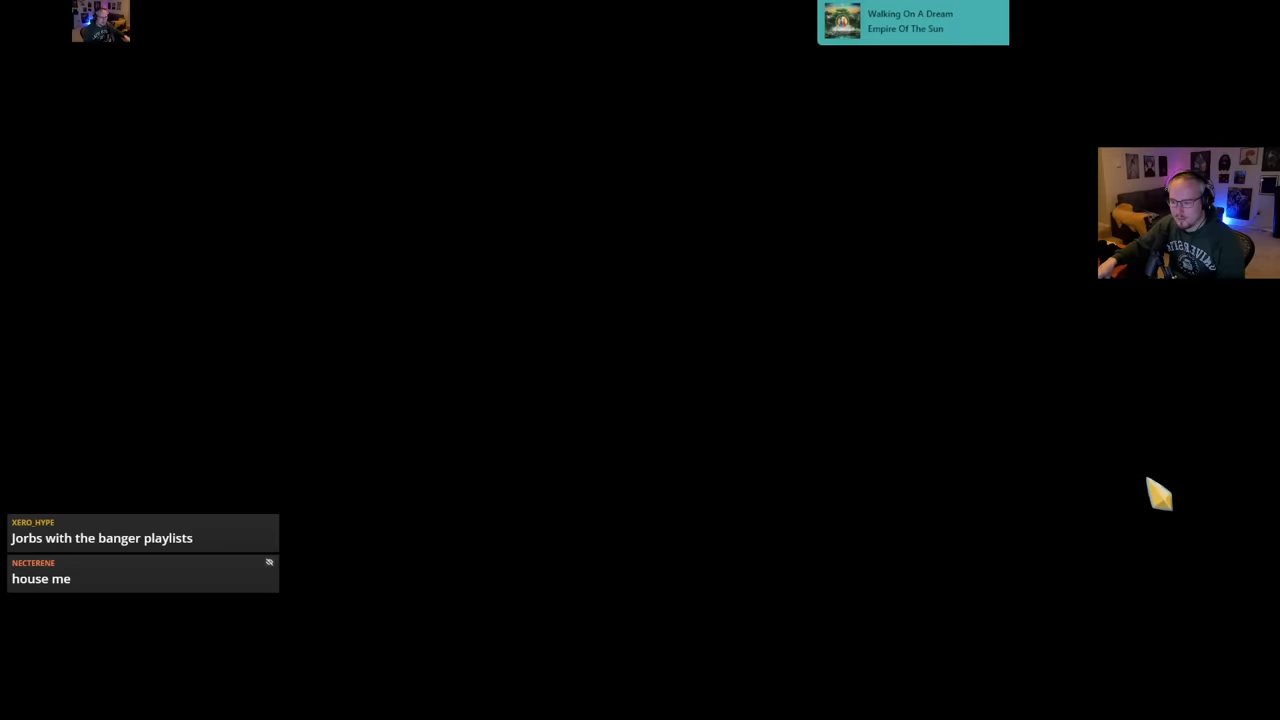 Walking On A Dream
Empire Of The Sun
XERO_HYPE
Jorbs with the banger playlists
NECTERENE
house me